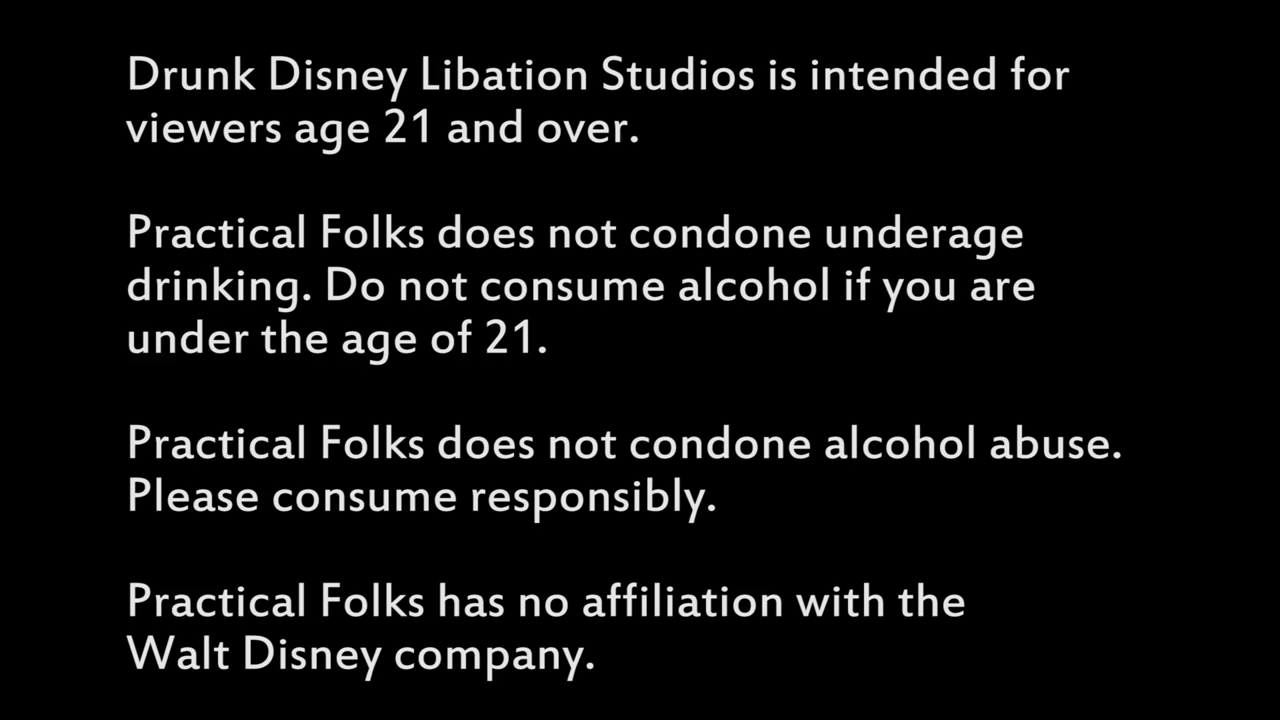 Drunk Disney Libation Studios is intended for
viewers age 21 and over.
Practical Folks does not condone underage
drinking. Do not consume alcohol if you are
under the age of 21.
Practical Folks does not condone alcohol abuse.
Please consume responsibly.
Practical Folks has no affiliation with the
Walt Disney company.